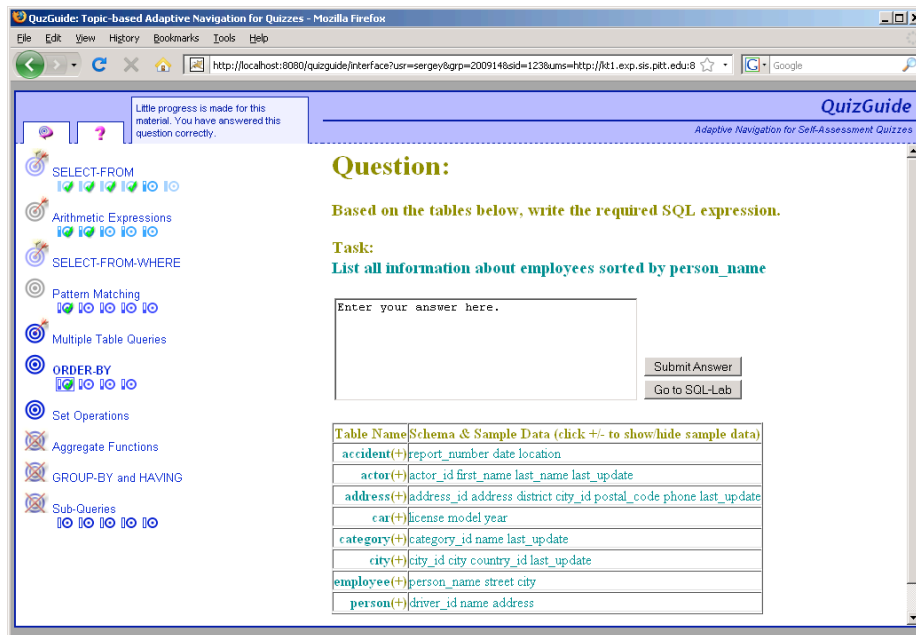 QuzGuide: Topic-based Adaptive Navigation for Quizzes - Mozilla Firefox
File Edit View History Bookmarks Tools Help
http://localhost:8080/quizguide/interface?usr=sergey&grp=200914&sid=123&ums=http://kt1.exp.sis.pitt.edu:8
G Google
Little progress is made for this
material. You have answered this
question correctly.
?
QuizGuide
Adaptive Navigation for Self-Assessment Quizzes
SELECT-FROM
Arithmetic Expressions
SELECT-FROM-WHERE
Pattern Matching
Multiple Table Queries
ORDER-BY
Set Operations
Aggregate Functions
GROUP-BY and HAVING
Sub-Queries
Question:
Based on the tables below, write the required SQL expression.
Task:
List all information about employees sorted by person_name
Enter your answer here.
Submit Answer
Go to SQL-Lab
Table Name Schema & Sample Data (click +/- to show/hide sample data)
accident(+) report_number date location
actor(+) actor_id first_name last_name last_update
address(+) address_id address district city_id postal_code phone last_update
car(+) license model year
category(+) category_id name last_update
city(+) city_id city country_id last_update
employee(+) person_name street city
person(+) driver_id name address